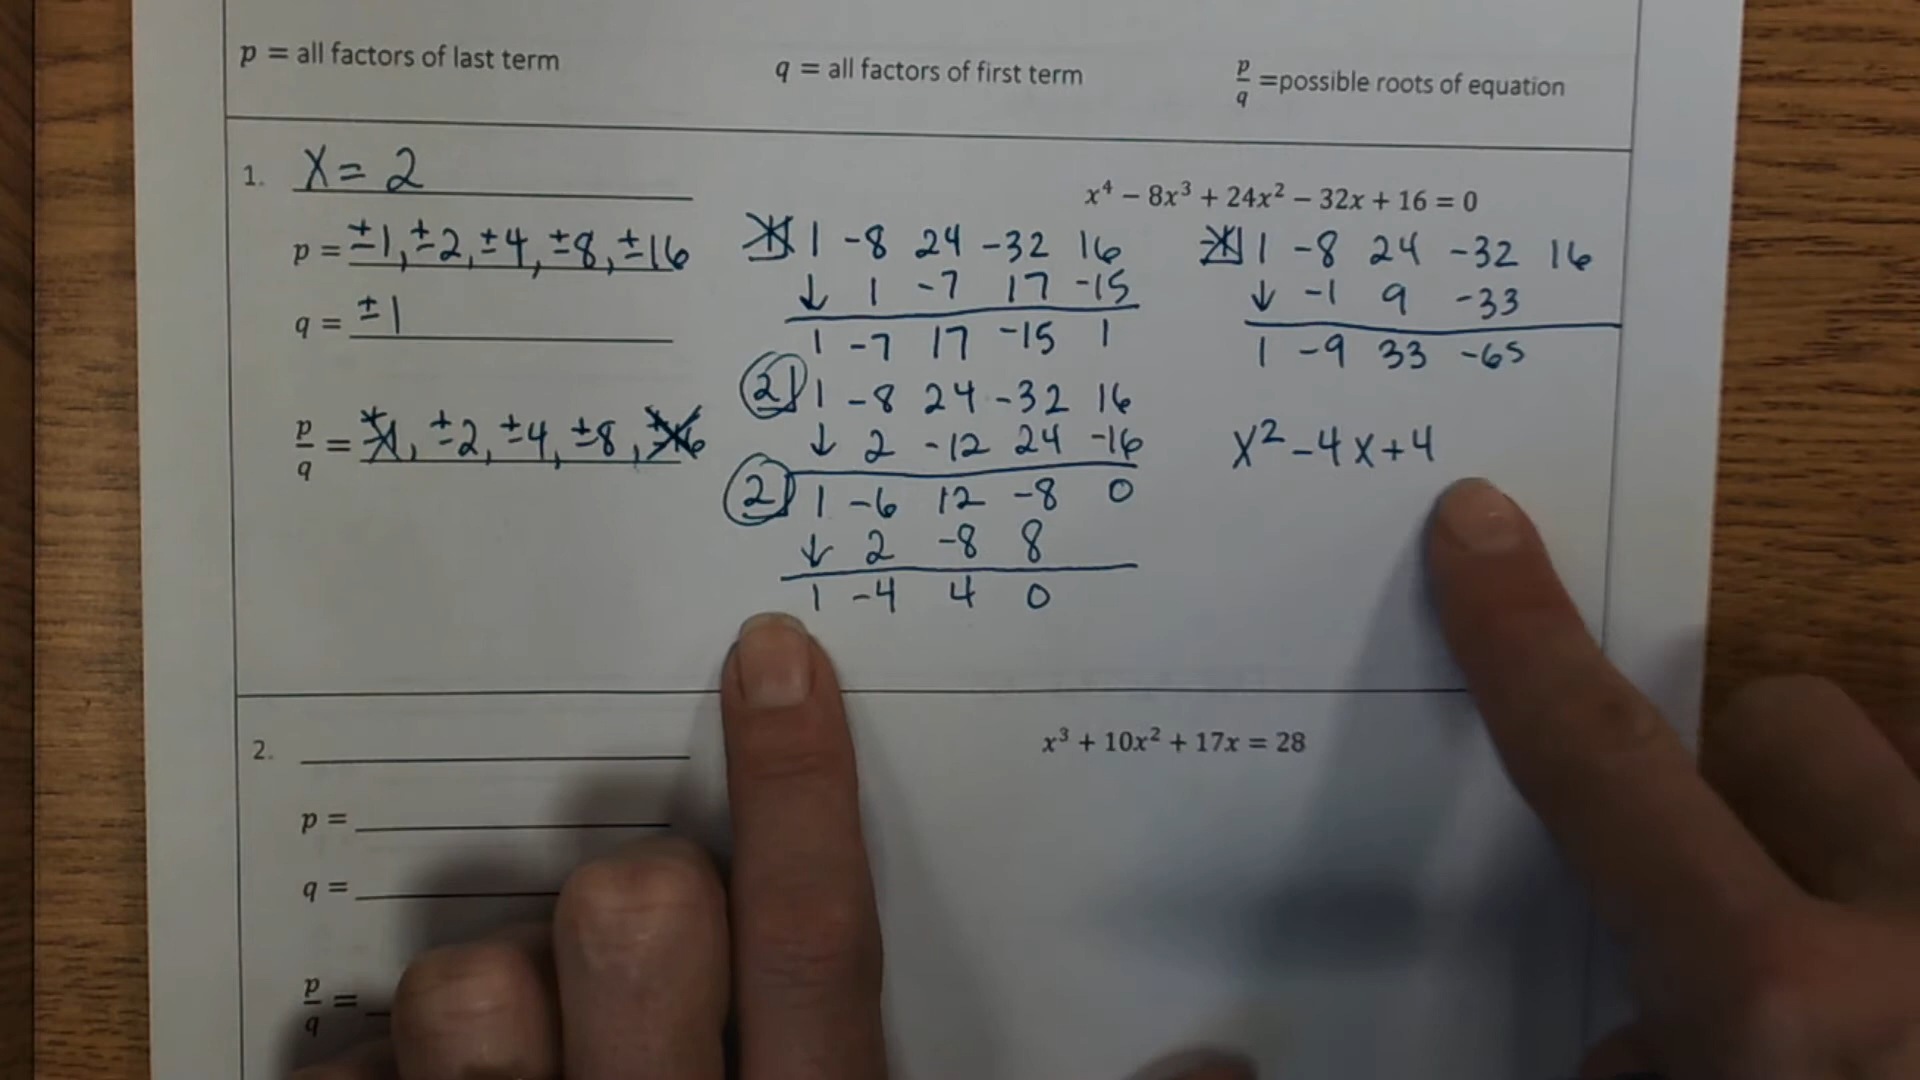 p = all factors of last term q = all factors of first term p/q =possible roots of equation
1. x = 2
x⁴ − 8x³ + 24x² − 32x + 16 = 0
p = ±1, ±2, ±4, ±8, ±16
q = ±1
p/q = ±1, ±2, ±4, ±8, ±16
1 1 -8 24 -32 16
↓ 1 -7 17 -15
1 -7 17 -15 1
2 1 -8 24 -32 16
↓ 2 -12 24 -16
2 1 -6 12 -8 0
↓ 2 -8 8
1 -4 4 0
1 -8 24 -32 16
↓ -1 9 -33
1 -9 33 -65
x² - 4x + 4
2.
x³ + 10x² + 17x = 28
p =
q =
p/q =